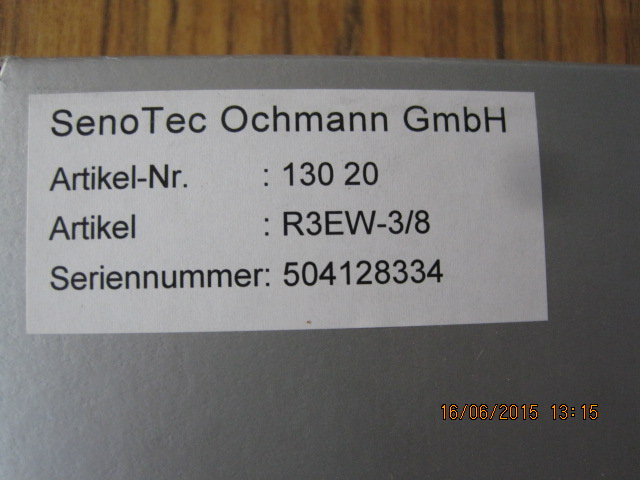 SenoTec Ochmann GmbH
Artikel-Nr. : 130 20
Artikel : R3EW-3/8
Seriennummer: 504128334
16/06/2015 13:15